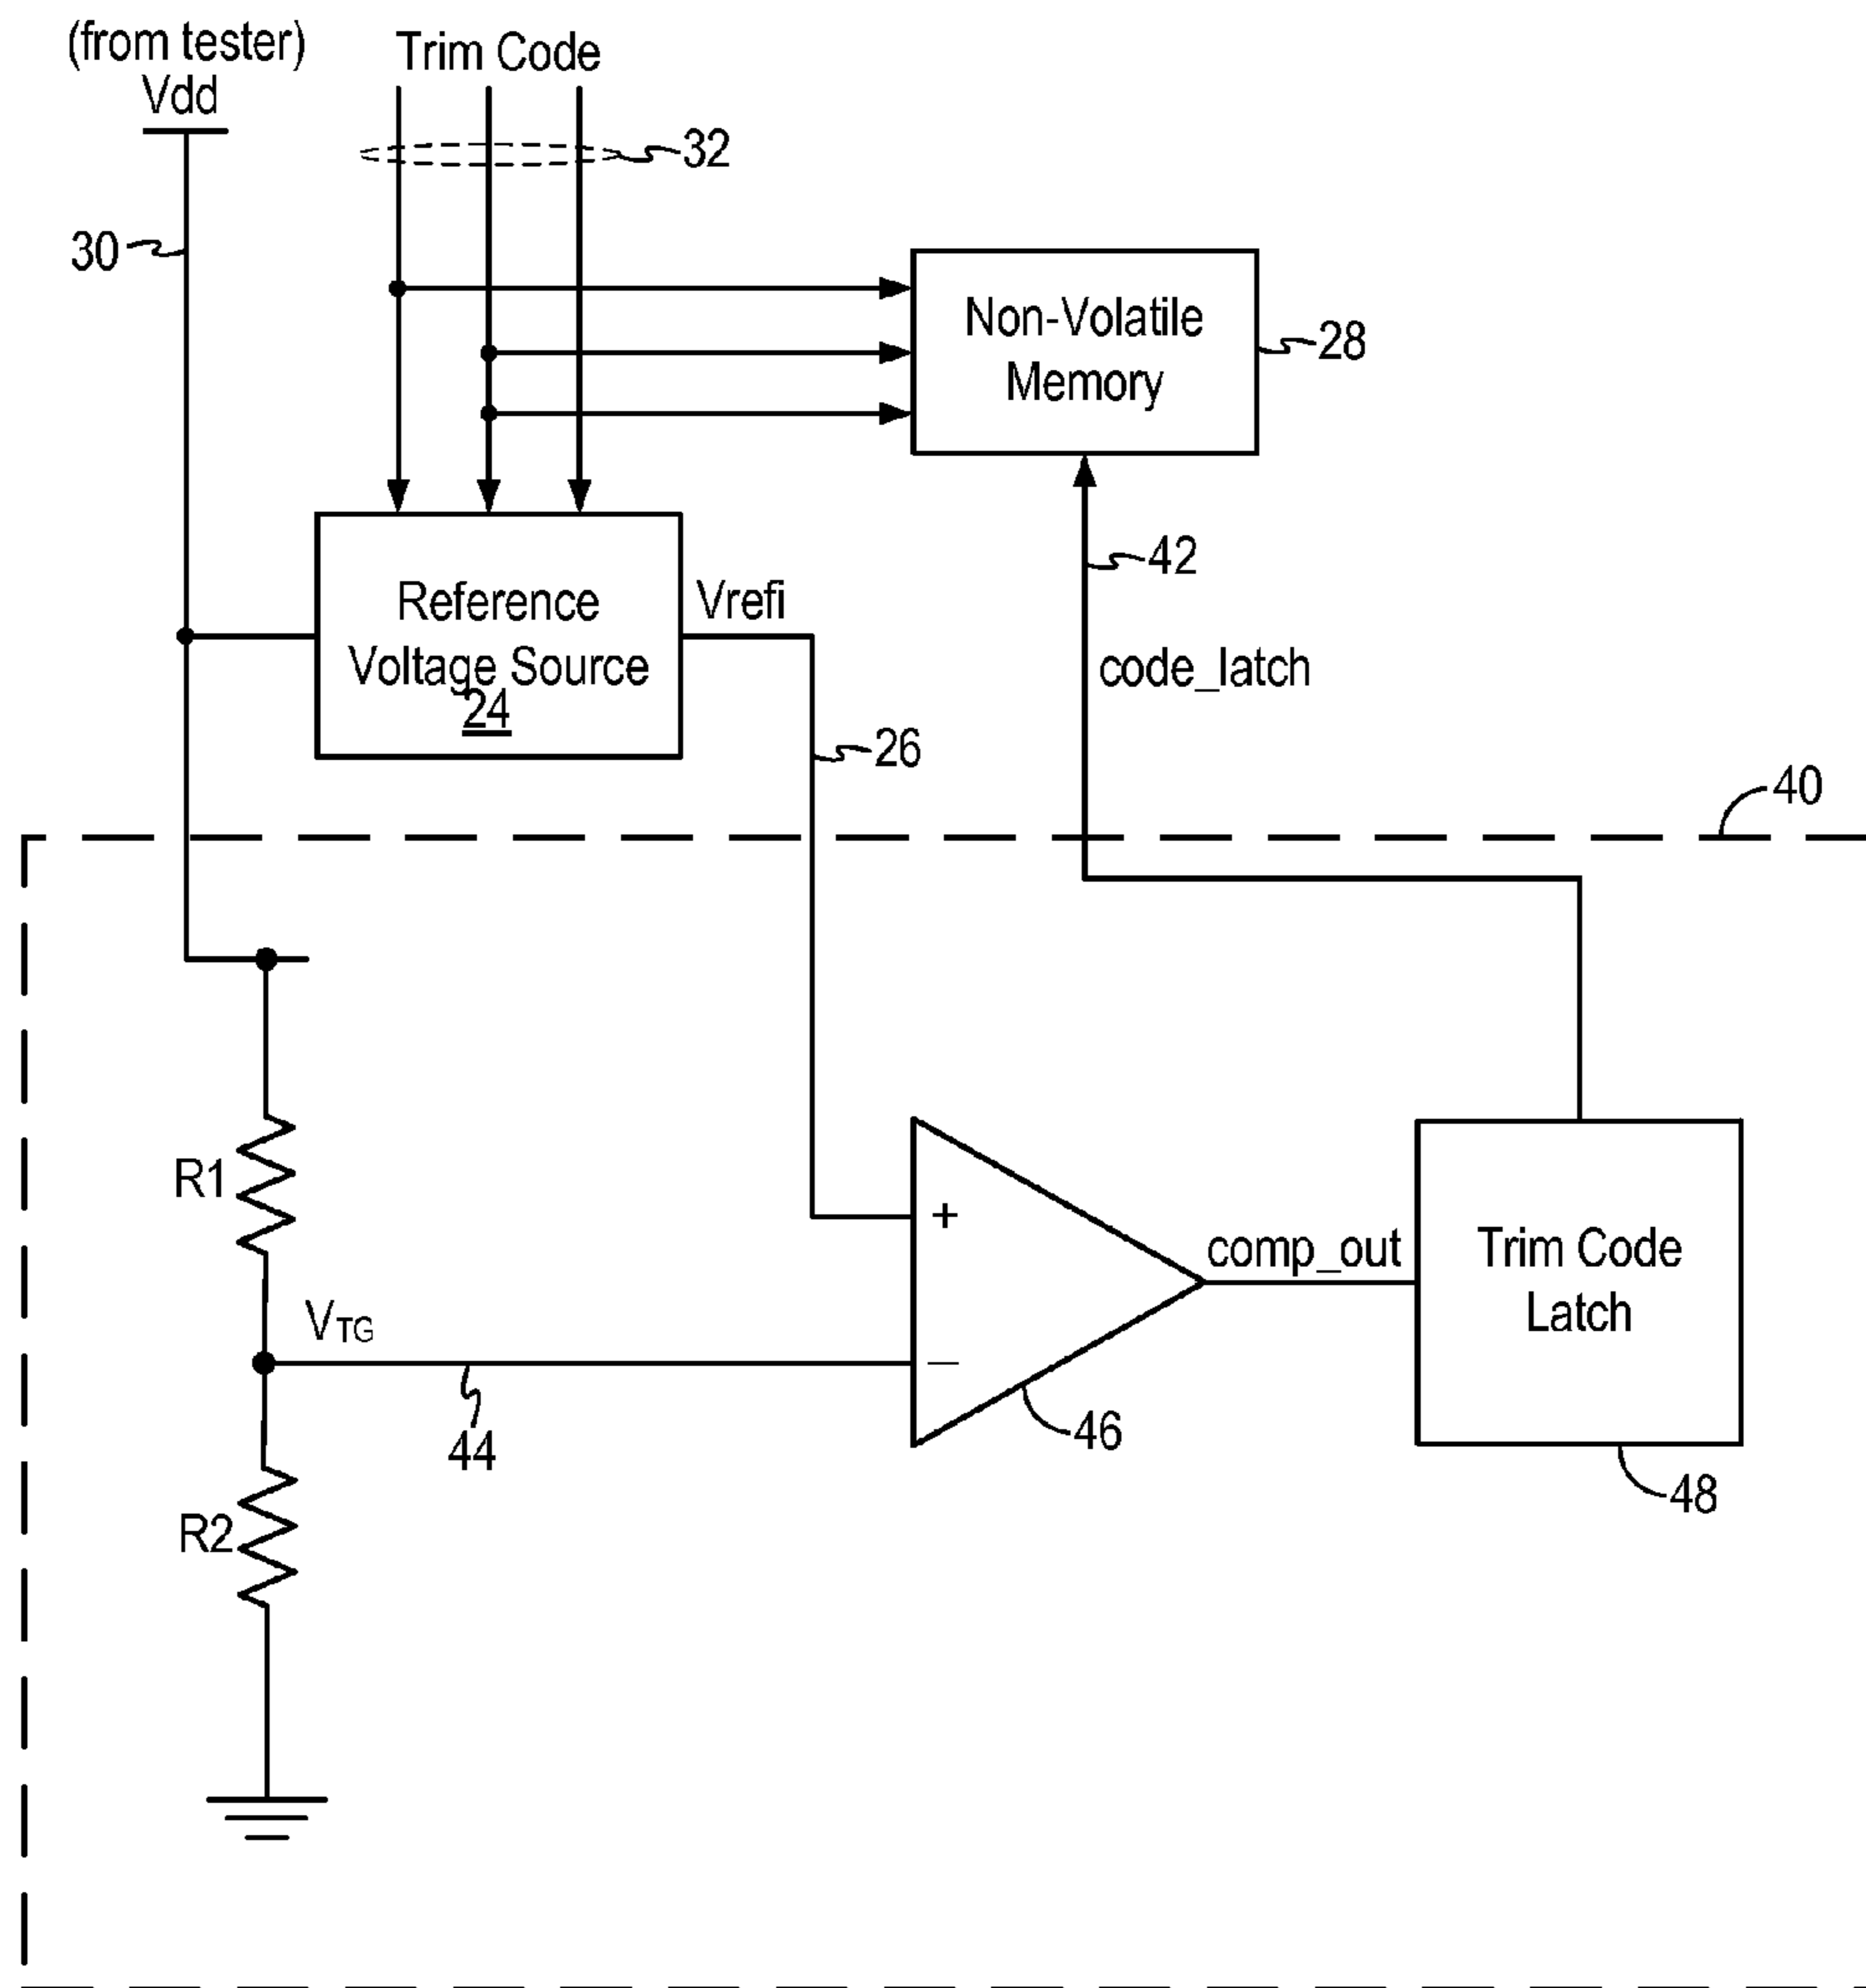 (from tester)
Vdd
Trim Code
32
30
Non-Volatile
Memory
28
42
Reference
Voltage Source
24
Vrefi
code_latch
26
40
R1
+
comp_out
Trim Code
Latch
VTG
–
44
46
48
R2